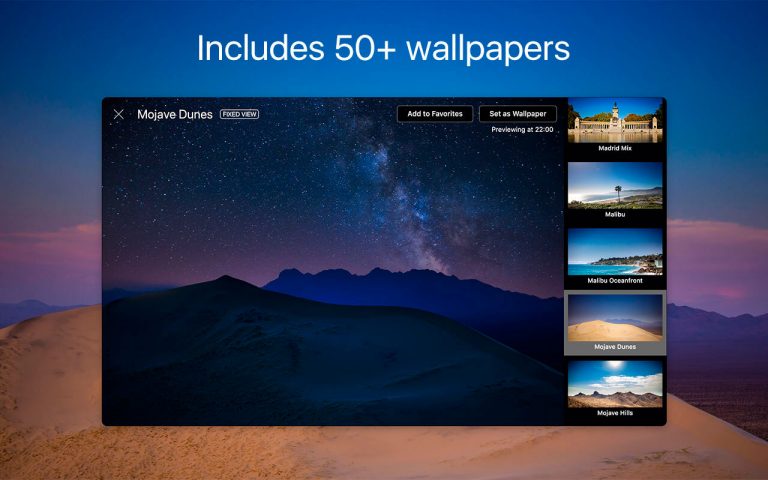 Includes 50+ wallpapers
Mojave Dunes FIXED VIEW Add to Favorites Set as Wallpaper
Previewing at 22:00
Madrid Mix
Malibu
Malibu Oceanfront
Mojave Dunes
Mojave Hills